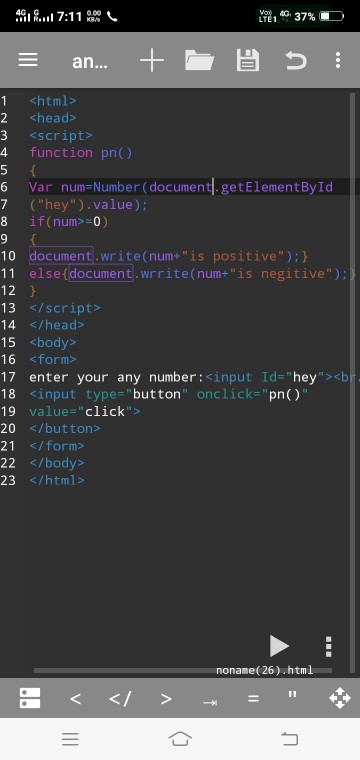 4G R 7:11 0.00 KB/s Vo) LTE1 4G 37%
an...
1 <html>
2 <head>
3 <script>
4 function pn()
5 {
6 Var num=Number(document.getElementById
7 ("hey").value);
8 if(num>=0)
9 {
10 document.write(num+"is positive");}
11 else{document.wrrite(num+"is negitive");}
12 }
13 </script>
14 </head>
15 <body>
16 <form>
17 enter your any number:<input Id="hey"><br
18 <input type="button" onclick="pn()"
19 value="click">
20 </button>
21 </form>
22 </body>
23 </html>
noname(26).html
< </ > = "